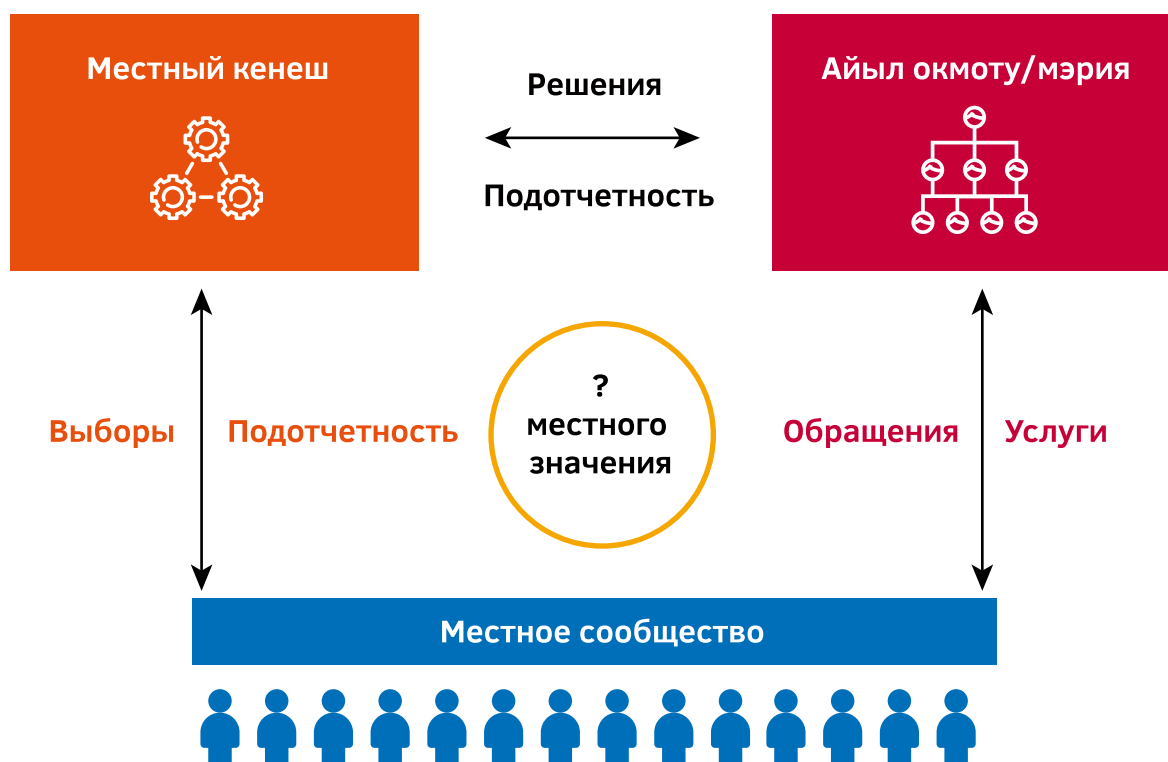 Местный кенеш
Айыл окмоту/мэрия
Решения
Подотчетность
?
местного
значения
Выборы
Подотчетность
Обращения
Услуги
Местное сообщество